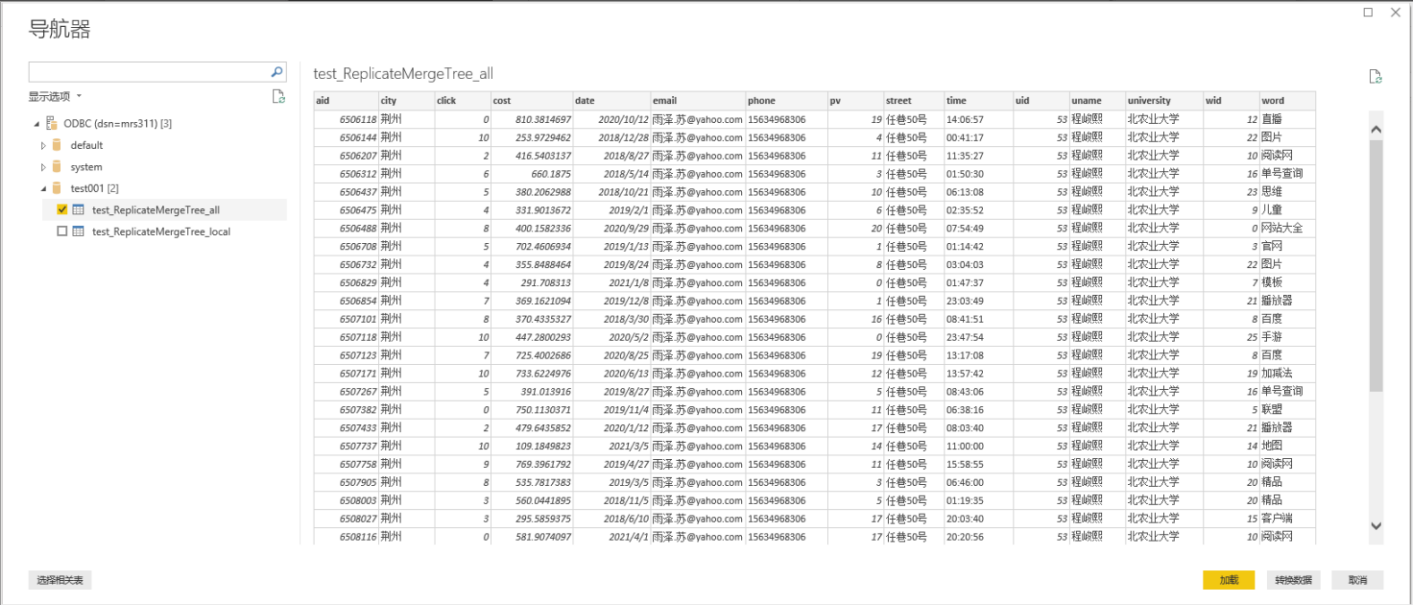 导航器
显示选项
ODBC (dsn=mrs311) [3]
default
system
test001 [2]
test_ReplicateMergeTree_all
test_ReplicateMergeTree_local
test_ReplicateMergeTree_all
aid city click cost date email phone pv street time uid uname university wid word
6506118 荆州 0 810.3814697 2020/10/12 雨泽.苏@yahoo.com 15634968306 19 任巷50号 14:06:57 53 程峻熙 北农业大学 12 直播
6506144 荆州 10 253.9729462 2018/12/28 雨泽.苏@yahoo.com 15634968306 4 任巷50号 00:41:17 53 程峻熙 北农业大学 22 图片
6506207 荆州 2 416.5403137 2018/8/27 雨泽.苏@yahoo.com 15634968306 11 任巷50号 11:35:27 53 程峻熙 北农业大学 10 阅读网
6506312 荆州 6 660.1875 2018/5/14 雨泽.苏@yahoo.com 15634968306 3 任巷50号 01:50:30 53 程峻熙 北农业大学 16 单号查询
6506437 荆州 5 380.2062988 2018/10/21 雨泽.苏@yahoo.com 15634968306 10 任巷50号 06:13:08 53 程峻熙 北农业大学 23 思维
6506475 荆州 4 331.9013672 2019/2/1 雨泽.苏@yahoo.com 15634968306 6 任巷50号 02:35:52 53 程峻熙 北农业大学 9 儿童
6506488 荆州 8 400.1582336 2020/9/29 雨泽.苏@yahoo.com 15634968306 20 任巷50号 07:54:49 53 程峻熙 北农业大学 0 网站大全
6506708 荆州 5 702.4606934 2019/1/13 雨泽.苏@yahoo.com 15634968306 1 任巷50号 01:14:42 53 程峻熙 北农业大学 3 官网
6506732 荆州 4 355.8488464 2019/8/24 雨泽.苏@yahoo.com 15634968306 8 任巷50号 03:04:03 53 程峻熙 北农业大学 22 图片
6506829 荆州 4 291.708313 2021/1/8 雨泽.苏@yahoo.com 15634968306 0 任巷50号 01:47:37 53 程峻熙 北农业大学 7 模板
6506854 荆州 7 369.1621094 2019/12/8 雨泽.苏@yahoo.com 15634968306 1 任巷50号 23:03:49 53 程峻熙 北农业大学 21 播放器
6507101 荆州 8 370.4335327 2018/3/30 雨泽.苏@yahoo.com 15634968306 16 任巷50号 08:41:51 53 程峻熙 北农业大学 8 百度
6507118 荆州 10 447.2800293 2020/5/2 雨泽.苏@yahoo.com 15634968306 0 任巷50号 23:47:54 53 程峻熙 北农业大学 25 手游
6507123 荆州 7 725.4002686 2020/8/25 雨泽.苏@yahoo.com 15634968306 19 任巷50号 13:17:08 53 程峻熙 北农业大学 8 百度
6507171 荆州 10 733.6224976 2020/6/13 雨泽.苏@yahoo.com 15634968306 12 任巷50号 13:57:42 53 程峻熙 北农业大学 19 加减法
6507267 荆州 5 391.013916 2019/8/27 雨泽.苏@yahoo.com 15634968306 5 任巷50号 08:43:06 53 程峻熙 北农业大学 16 单号查询
6507382 荆州 0 750.1130371 2019/11/4 雨泽.苏@yahoo.com 15634968306 11 任巷50号 06:38:16 53 程峻熙 北农业大学 5 联盟
6507433 荆州 2 479.6435852 2020/1/12 雨泽.苏@yahoo.com 15634968306 17 任巷50号 08:03:40 53 程峻熙 北农业大学 21 播放器
6507737 荆州 10 109.1849823 2021/3/5 雨泽.苏@yahoo.com 15634968306 14 任巷50号 11:00:00 53 程峻熙 北农业大学 14 地图
6507758 荆州 9 769.3961792 2019/4/27 雨泽.苏@yahoo.com 15634968306 11 任巷50号 15:58:55 53 程峻熙 北农业大学 10 阅读网
6507905 荆州 8 535.7817383 2019/3/5 雨泽.苏@yahoo.com 15634968306 3 任巷50号 06:46:00 53 程峻熙 北农业大学 20 精品
6508003 荆州 3 560.0441895 2018/11/5 雨泽.苏@yahoo.com 15634968306 5 任巷50号 01:19:35 53 程峻熙 北农业大学 20 精品
6508027 荆州 3 295.5859375 2018/6/10 雨泽.苏@yahoo.com 15634968306 17 任巷50号 20:03:40 53 程峻熙 北农业大学 15 客户端
6508116 荆州 0 581.9074097 2021/4/1 雨泽.苏@yahoo.com 15634968306 17 任巷50号 20:20:56 53 程峻熙 北农业大学 10 阅读网
选择相关表 加载 转换数据 取消